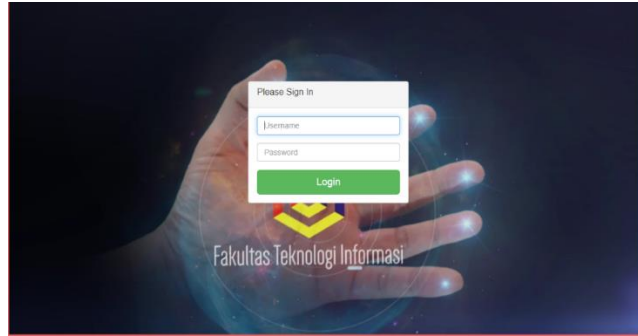 Please Sign In
Username
Password
Login
Fakultas Teknologi Informasi